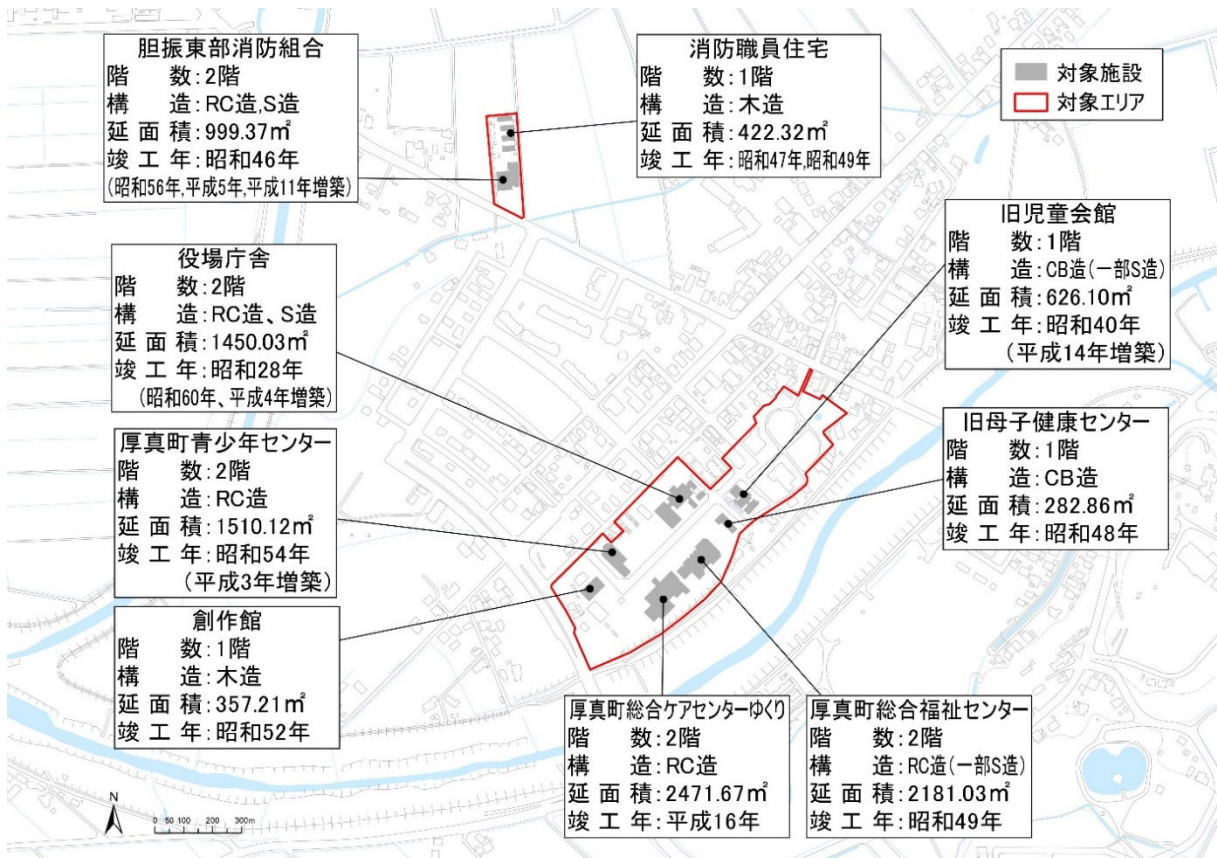 胆振東部消防組合
階数:2階
構造:RC造,S造
延面積:999.37㎡
竣工年:昭和46年
(昭和56年,平成5年,平成11年増築)
消防職員住宅
階数:1階
構造:木造
延面積:422.32㎡
竣工年:昭和47年,昭和49年
対象施設
対象エリア
役場庁舎
階数:2階
構造:RC造、S造
延面積:1450.03㎡
竣工年:昭和28年
(昭和60年、平成4年増築)
旧児童会館
階数:1階
構造:CB造(一部S造)
延面積:626.10㎡
竣工年:昭和40年
(平成14年増築)
厚真町青少年センター
階数:2階
構造:RC造
延面積:1510.12㎡
竣工年:昭和54年
(平成3年増築)
旧母子健康センター
階数:1階
構造:CB造
延面積:282.86㎡
竣工年:昭和48年
創作館
階数:1階
構造:木造
延面積:357.21㎡
竣工年:昭和52年
厚真町総合ケアセンターゆくり
階数:2階
構造:RC造
延面積:2471.67㎡
竣工年:平成16年
厚真町総合福祉センター
階数:2階
構造:RC造(一部S造)
延面積:2181.03㎡
竣工年:昭和49年
N
0 50 100 200 300m